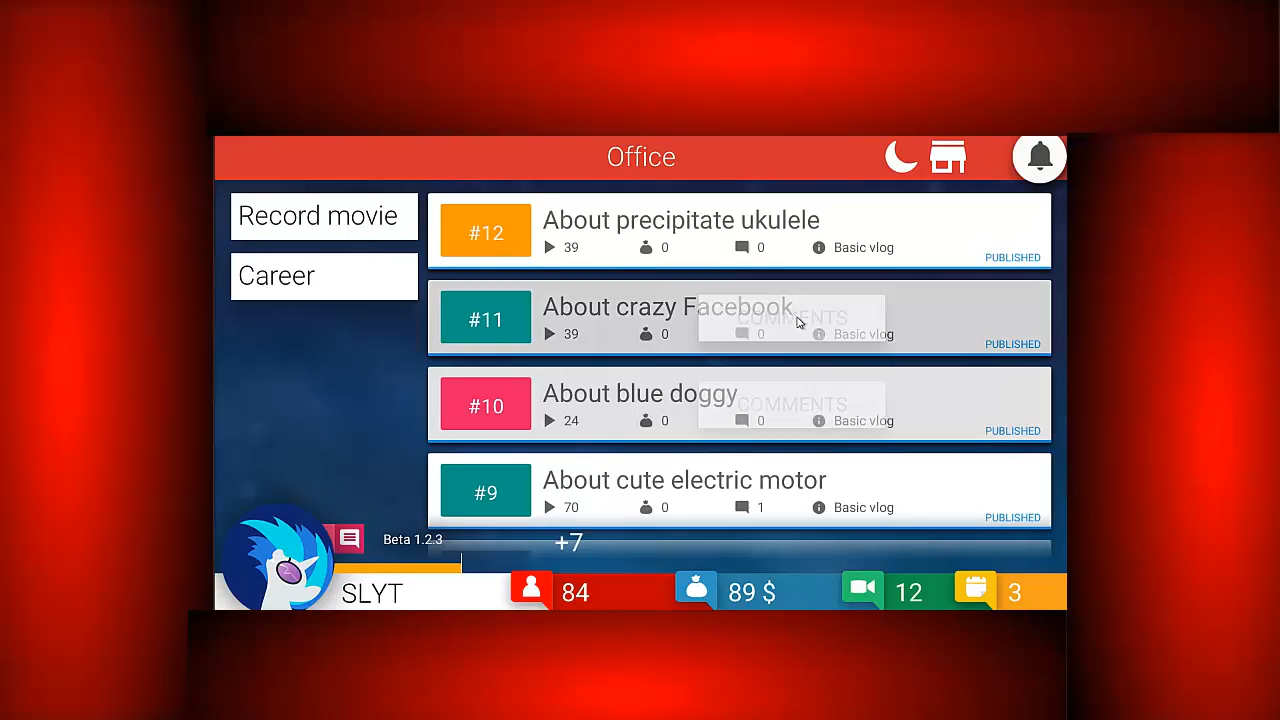 Office
Record movie
Career
#12
About precipitate ukulele
39 0 0 Basic vlog
PUBLISHED
#11
About crazy Facebook
COMMENTS
39 0 0 Basic vlog
PUBLISHED
#10
About blue doggy
COMMENTS
24 0 0 Basic vlog
PUBLISHED
#9
About cute electric motor
70 0 1 Basic vlog
PUBLISHED
Beta 1.2.3
+7
SLYT 84 89 $ 12 3